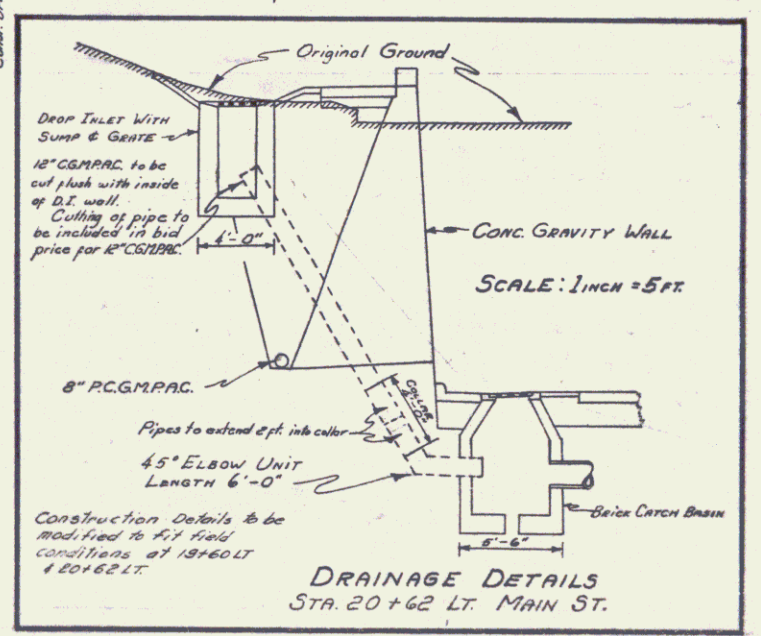 Original Ground
DROP INLET WITH
SUMP & GRATE
12" C.G.M.P.A.C. to be
cut flush with inside
of D.I. wall.
Cutting of pipe to
be included in bid
price for 12" C.G.M.P.A.C.
4'-0"
CONC. GRAVITY WALL
SCALE: 1 INCH = 5 FT.
8" P.C.G.M.P.A.C.
COLLAR
4'-0"
Pipes to extend 2 ft. into collar
45° ELBOW UNIT
LENGTH 6'-0"
BRICK CATCH BASIN
5'-6"
Construction Details to be
modified to fit field
conditions at 19+60 LT
& 20+62 LT.
DRAINAGE DETAILS
STA. 20+62 LT. MAIN ST.